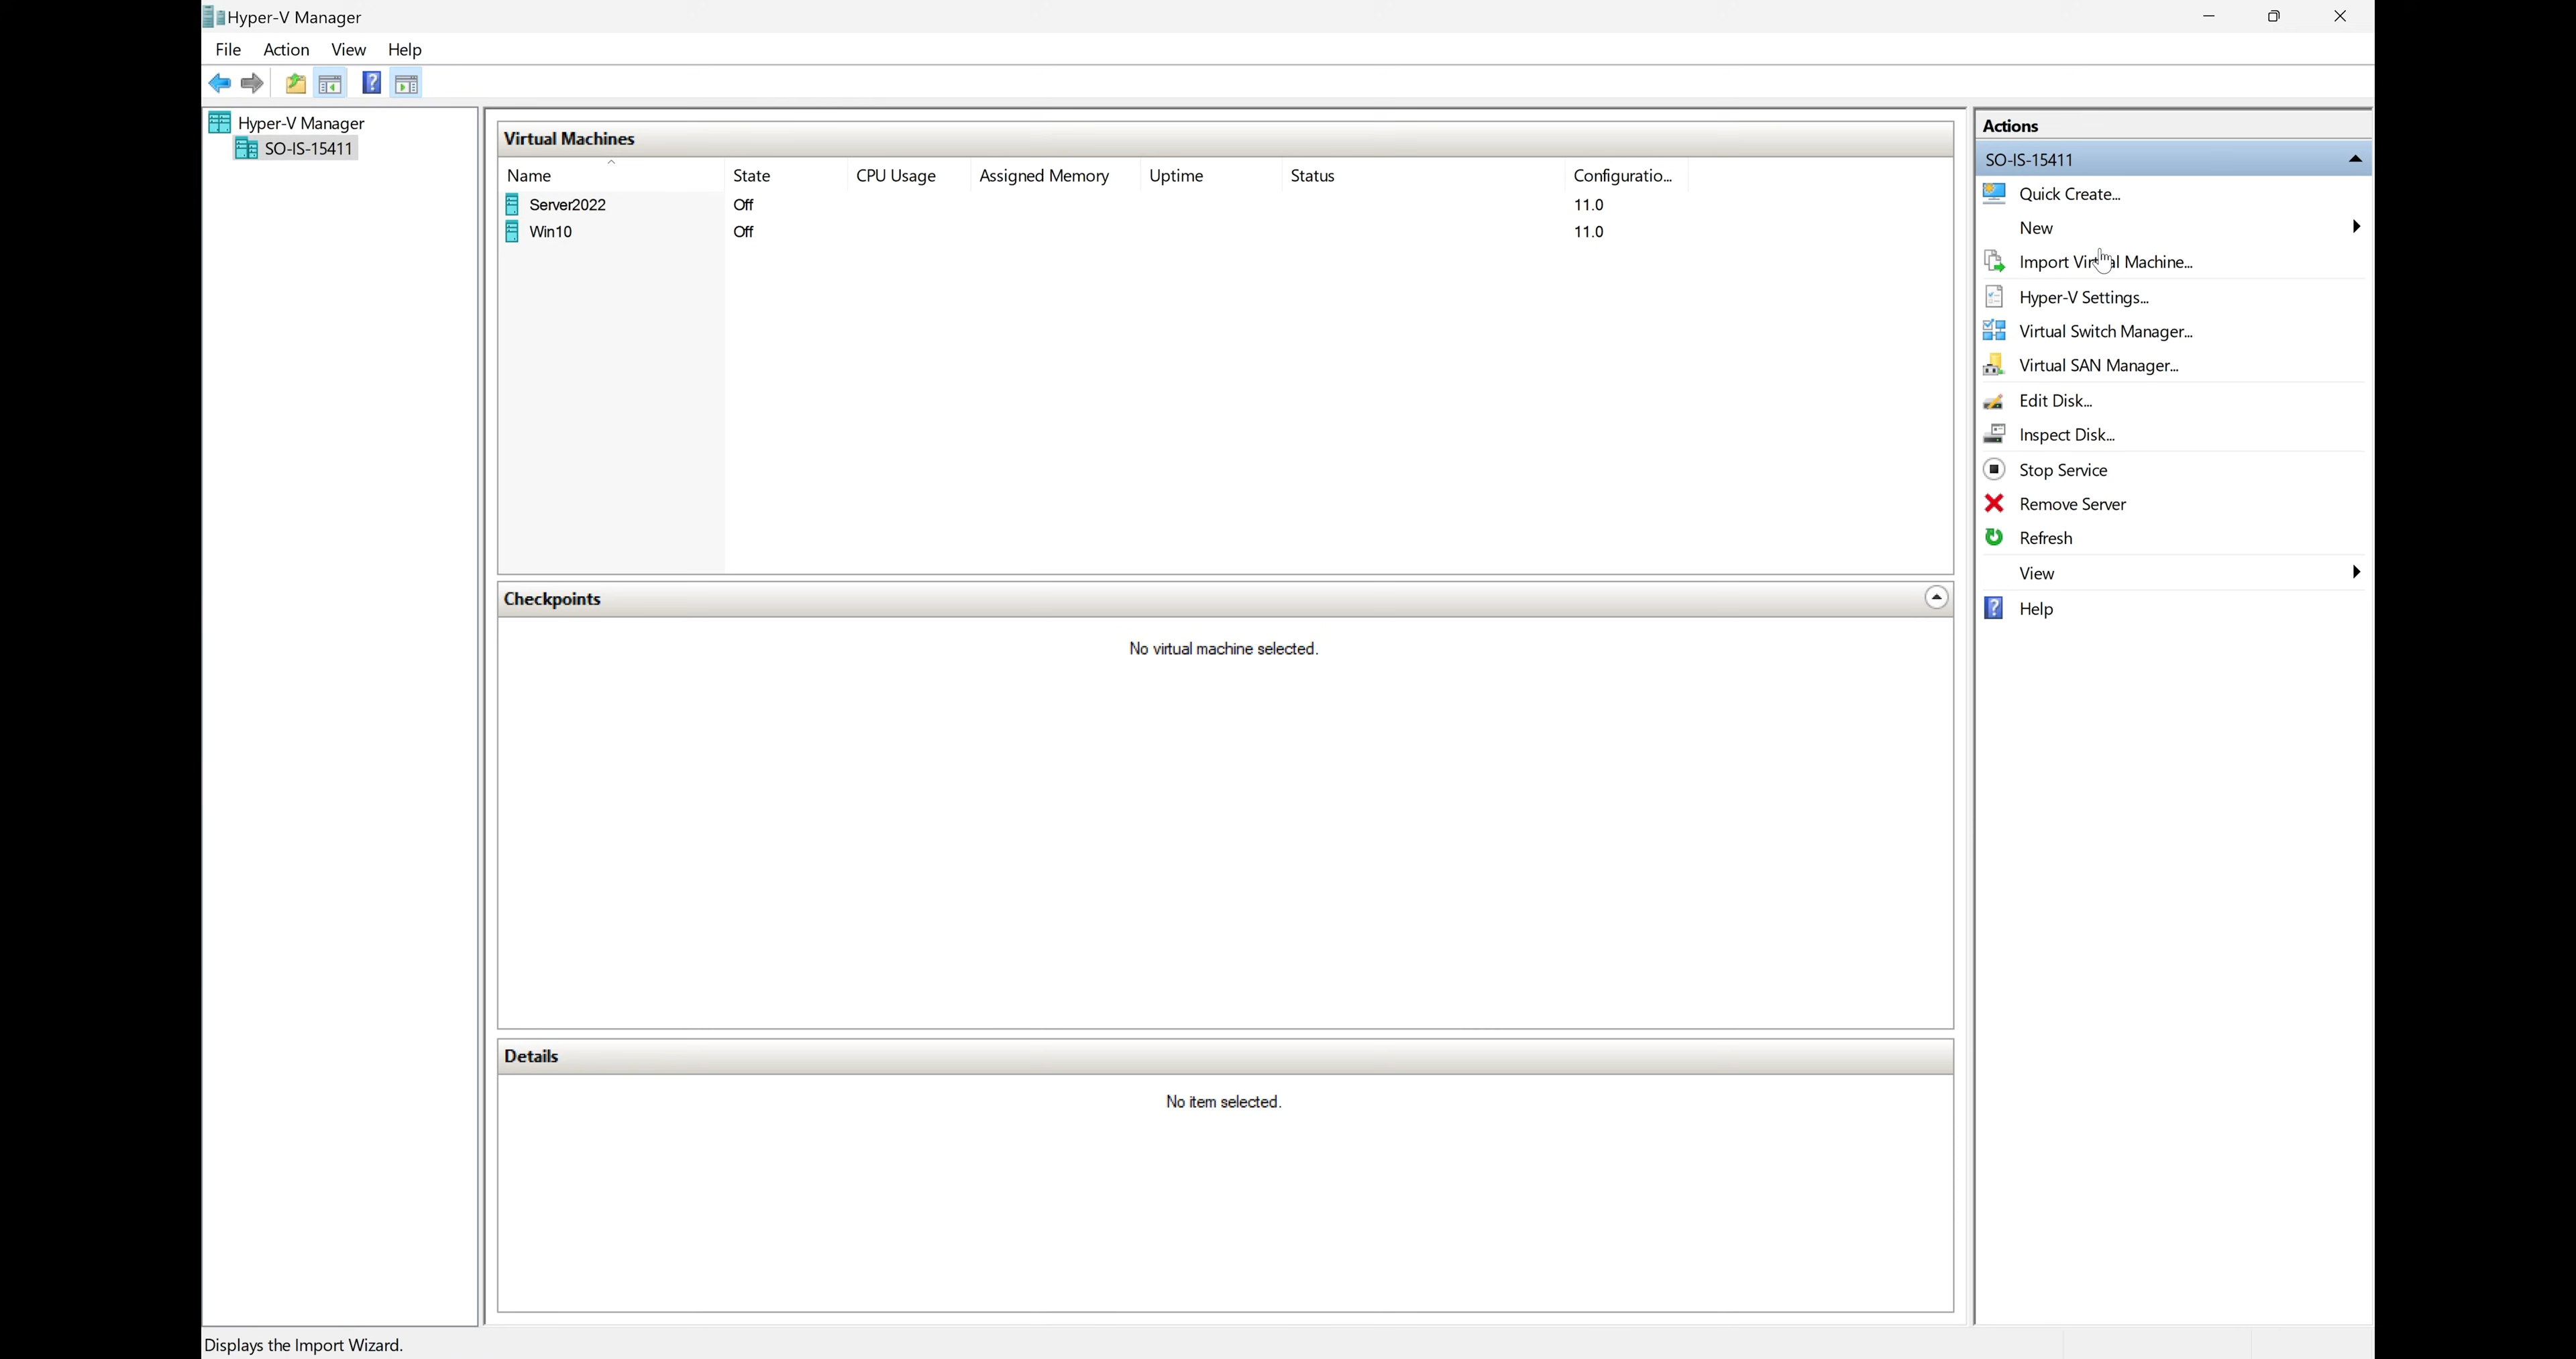 Hyper-V Manager
File Action View Help
Hyper-V Manager
SO-IS-15411
Virtual Machines
Name State CPU Usage Assigned Memory Uptime Status Configuratio...
Server2022 Off 11.0
Win10 Off 11.0
Checkpoints
No virtual machine selected.
Details
No item selected.
Actions
SO-IS-15411
Quick Create...
New
Import Virtual Machine...
Hyper-V Settings...
Virtual Switch Manager...
Virtual SAN Manager...
Edit Disk...
Inspect Disk...
Stop Service
Remove Server
Refresh
View
Help
Displays the Import Wizard.